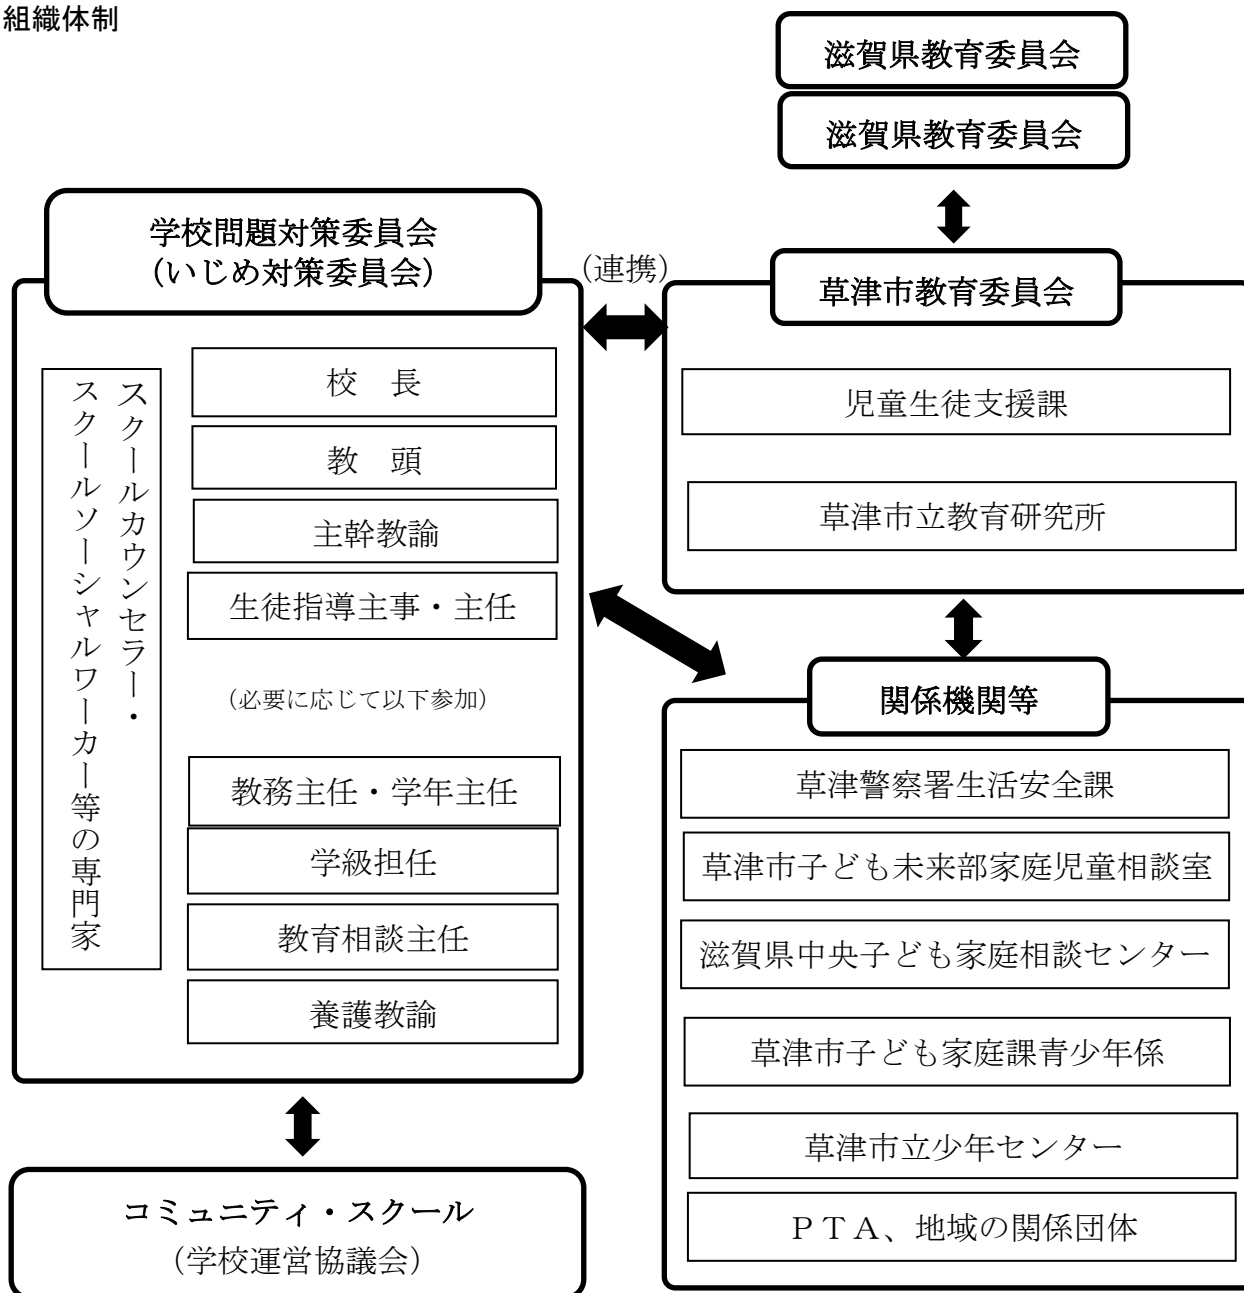 組織体制
滋賀県教育委員会
滋賀県教育委員会
学校問題対策委員会
(いじめ対策委員会)
(連携)
草津市教育委員会
児童生徒支援課
草津市立教育研究所
スクールカウンセラー・
スクールソーシャルワーカー等の専門家
校　長
教　頭
主幹教諭
生徒指導主事・主任
(必要に応じて以下参加)
教務主任・学年主任
学級担任
教育相談主任
養護教諭
関係機関等
草津警察署生活安全課
草津市子ども未来部家庭児童相談室
滋賀県中央子ども家庭相談センター
草津市子ども家庭課青少年係
草津市立少年センター
ＰＴＡ、地域の関係団体
コミュニティ・スクール
(学校運営協議会)